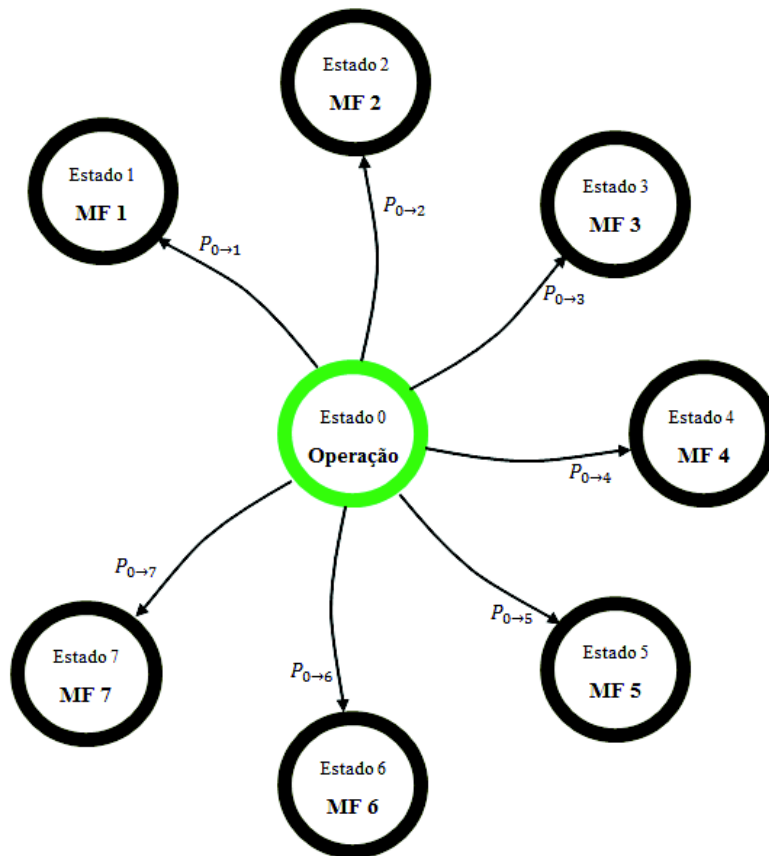 Estado 2
MF 2
Estado 1
MF 1
Estado 3
MF 3
P0→1
P0→2
P0→3
Estado 0
Operação
Estado 4
MF 4
P0→4
P0→7
P0→5
Estado 5
MF 5
Estado 7
MF 7
P0→6
Estado 6
MF 6